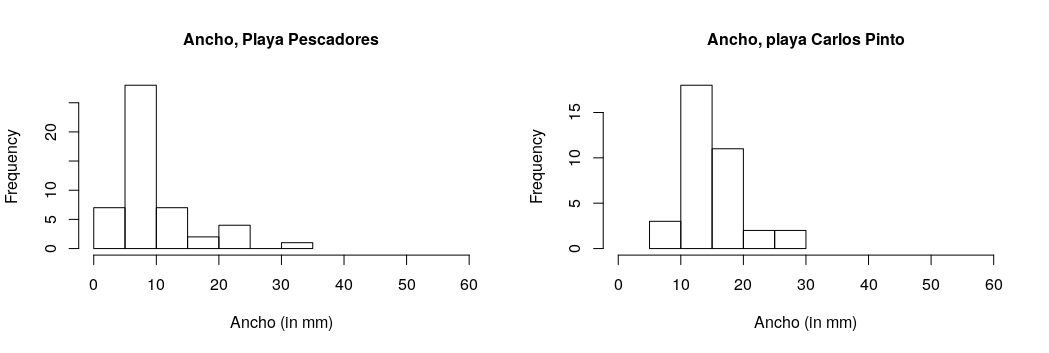 Ancho, Playa Pescadores
Frequency
20
10
5
0
0 10 20 30 40 50 60
Ancho (in mm)
Ancho, playa Carlos Pinto
Frequency
15
10
5
0
0 10 20 30 40 50 60
Ancho (in mm)